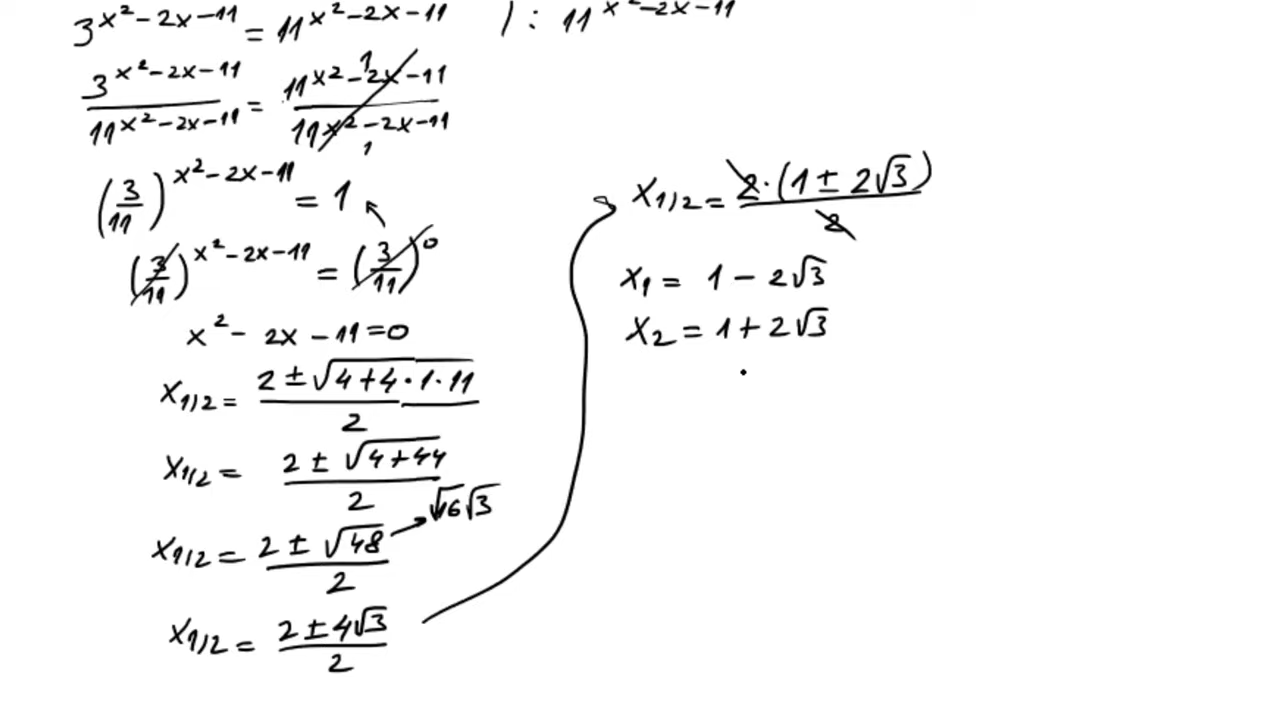 3^(x²-2x-11) = 11^(x²-2x-11) / : 11^(x²-2x-11)
3^(x²-2x-11) / 11^(x²-2x-11) = 11^(x²-2x-11) / 11^(x²-2x-11) 1 1
(3/11)^(x²-2x-11) = 1
(3/11)^(x²-2x-11) = (3/11)^0
x² - 2x - 11 = 0
x₁/₂ = (2 ± √(4+4·1·11)) / 2
x₁/₂ = (2 ± √(4+44)) / 2
x₁/₂ = (2 ± √48) / 2 → √16√3
x₁/₂ = (2 ± 4√3) / 2
x₁/₂ = 2·(1 ± 2√3) / 2
x₁ = 1 - 2√3
x₂ = 1 + 2√3